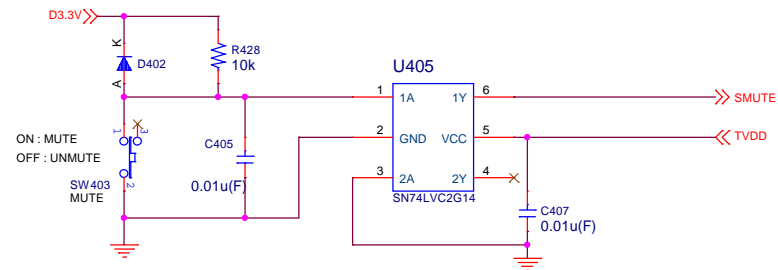 D3.3V
K
D402
A
R428
10k
U405
1
1A
1Y
6
SMUTE
2
GND
VCC
5
TVDD
3
2A
2Y
4
SN74LVC2G14
ON : MUTE
OFF : UNMUTE
1
3
2
SW403
MUTE
C405
0.01u(F)
C407
0.01u(F)